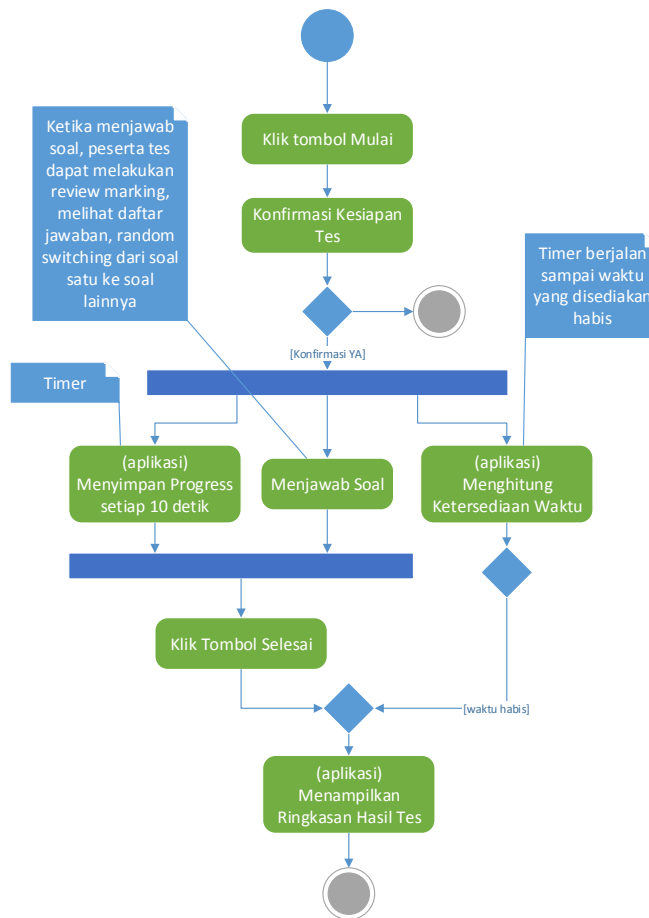 Klik tombol Mulai
Ketika menjawab
soal, peserta tes
dapat melakukan
review marking,
melihat daftar
jawaban, random
switching dari soal
satu ke soal
lainnya
Konfirmasi Kesiapan
Tes
Timer berjalan
sampai waktu
yang disediakan
habis
[Konfirmasi YA]
Timer
(aplikasi)
Menyimpan Progress
setiap 10 detik
Menjawab Soal
(aplikasi)
Menghitung
Ketersediaan Waktu
Klik Tombol Selesai
[waktu habis]
(aplikasi)
Menampilkan
Ringkasan Hasil Tes